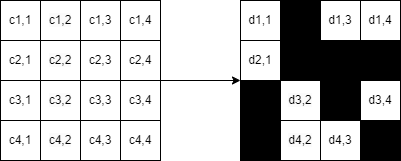 c1,1 c1,2 c1,3 c1,4 d1,1 d1,3 d1,4
c2,1 c2,2 c2,3 c2,4 d2,1
c3,1 c3,2 c3,3 c3,4 d3,2 d3,4
c4,1 c4,2 c4,3 c4,4 d4,2 d4,3